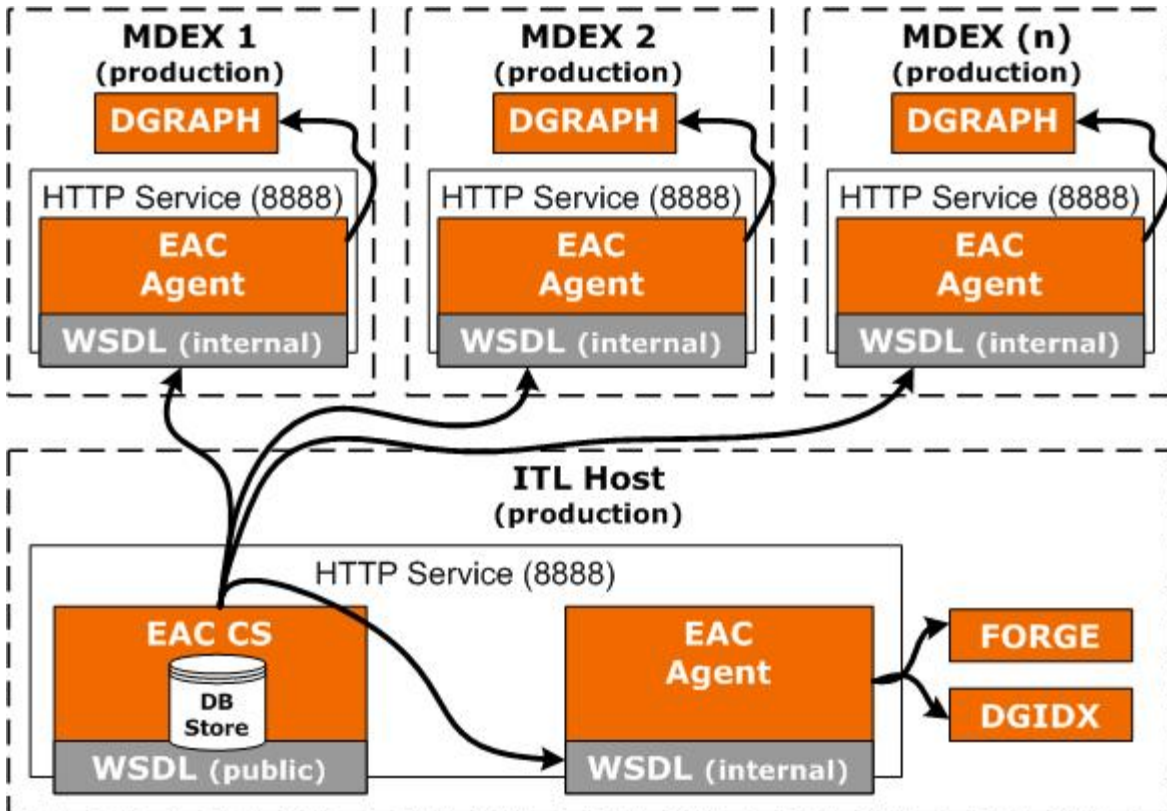 MDEX 1
(production)
DGRAPH
HTTP Service (8888)
EAC
Agent
WSDL (internal)
MDEX 2
(production)
DGRAPH
HTTP Service (8888)
EAC
Agent
WSDL (internal)
MDEX (n)
(production)
DGRAPH
HTTP Service (8888)
EAC
Agent
WSDL (internal)
ITL Host
(production)
HTTP Service (8888)
EAC CS
DB
Store
WSDL (public)
EAC
Agent
WSDL (internal)
FORGE
DGIDX